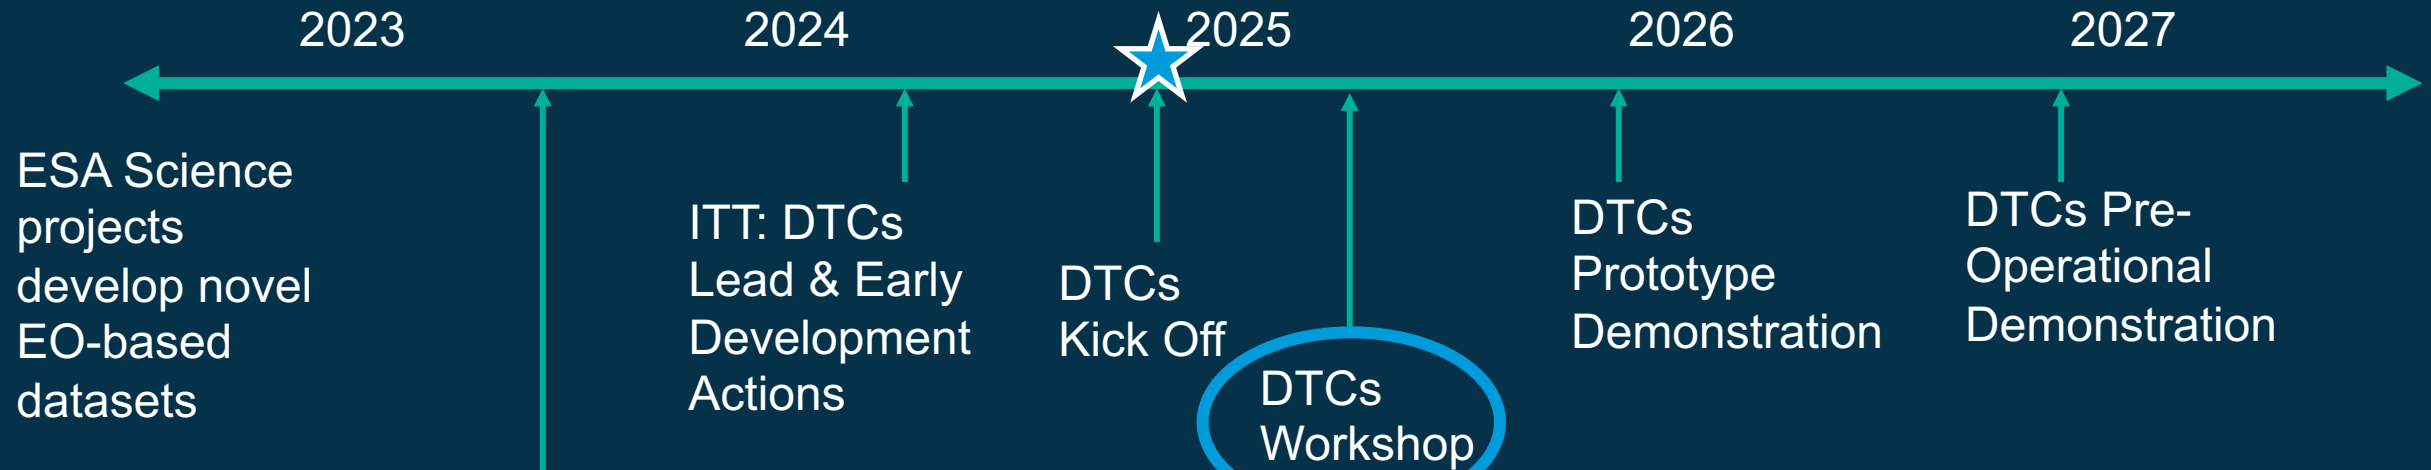 2023
2024
2025
2026
2027
ESA Science
projects
develop novel
EO-based
datasets
ITT: DTCs
Lead & Early
Development
Actions
DTCs
Kick Off
DTCs
Workshop
DTCs
Prototype
Demonstration
DTCs Pre-
Operational
Demonstration